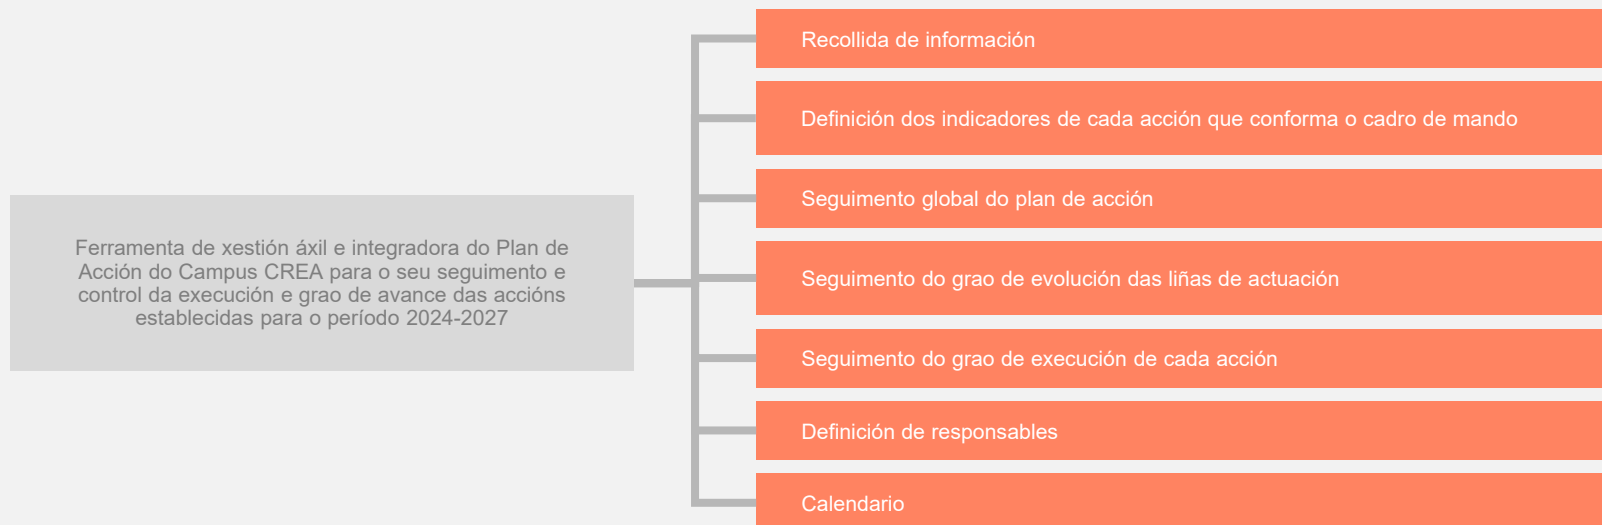 Ferramenta de xestión áxil e integradora do Plan de
Acción do Campus CREA para o seu seguimento e
control da execución e grao de avance das accións
establecidas para o período 2024-2027
Recollida de información
Definición dos indicadores de cada acción que conforma o cadro de mando
Seguimento global do plan de acción
Seguimento do grao de evolución das liñas de actuación
Seguimento do grao de execución de cada acción
Definición de responsables
Calendario